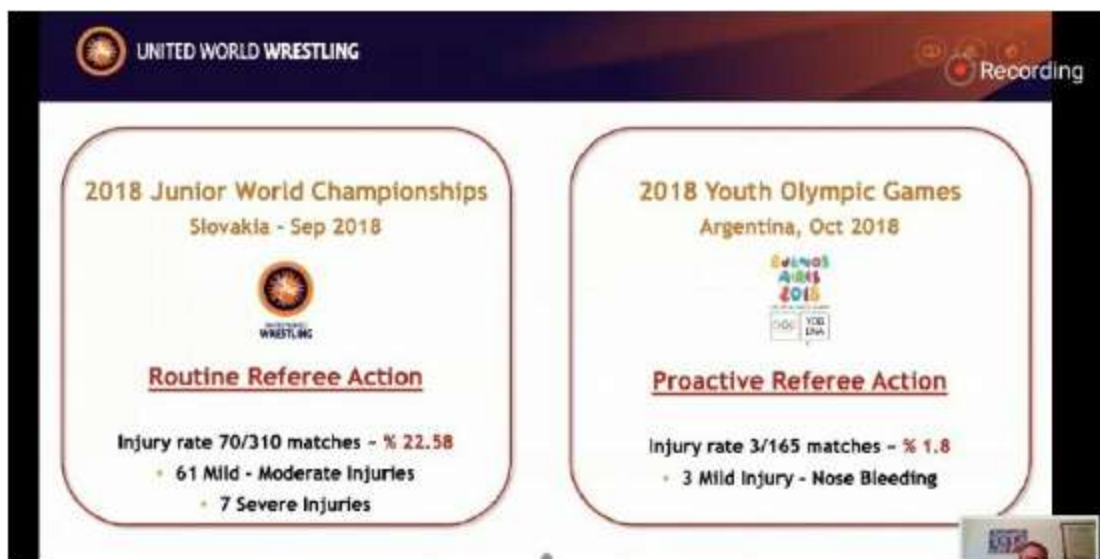 UNITED WORLD WRESTLING
Recording
2018 Junior World Championships
Slovakia - Sep 2018
WRESTLING
Routine Referee Action
Injury rate 70/310 matches - % 22.58
• 61 Mild - Moderate Injuries
• 7 Severe Injuries
2018 Youth Olympic Games
Argentina, Oct 2018
BUENOS
AIRES
2018
YOG
DNA
Proactive Referee Action
Injury rate 3/165 matches - % 1.8
• 3 Mild Injury - Nose Bleeding